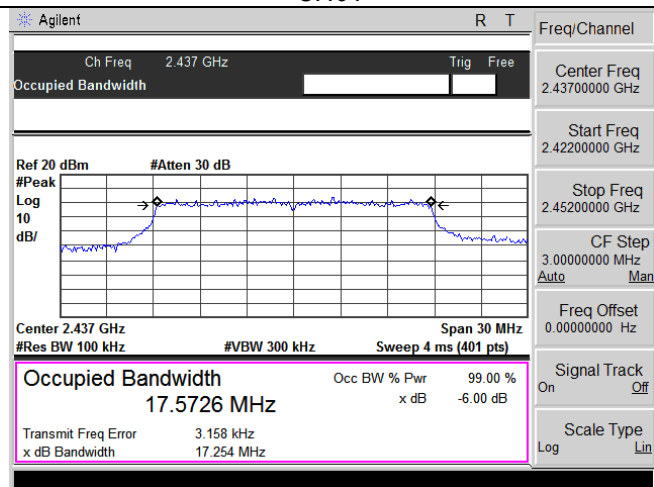 Agilent R T
Ch Freq 2.437 GHz Trig Free
Occupied Bandwidth
Ref 20 dBm #Atten 30 dB
#Peak
Log
10
dB/
Center 2.437 GHz Span 30 MHz
#Res BW 100 kHz #VBW 300 kHz Sweep 4 ms (401 pts)
Occupied Bandwidth Occ BW % Pwr 99.00 %
17.5726 MHz x dB -6.00 dB
Transmit Freq Error 3.158 kHz
x dB Bandwidth 17.254 MHz
Freq/Channel
Center Freq
2.43700000 GHz
Start Freq
2.42200000 GHz
Stop Freq
2.45200000 GHz
CF Step
3.00000000 MHz
Auto Man
Freq Offset
0.00000000 Hz
Signal Track
On Off
Scale Type
Log Lin